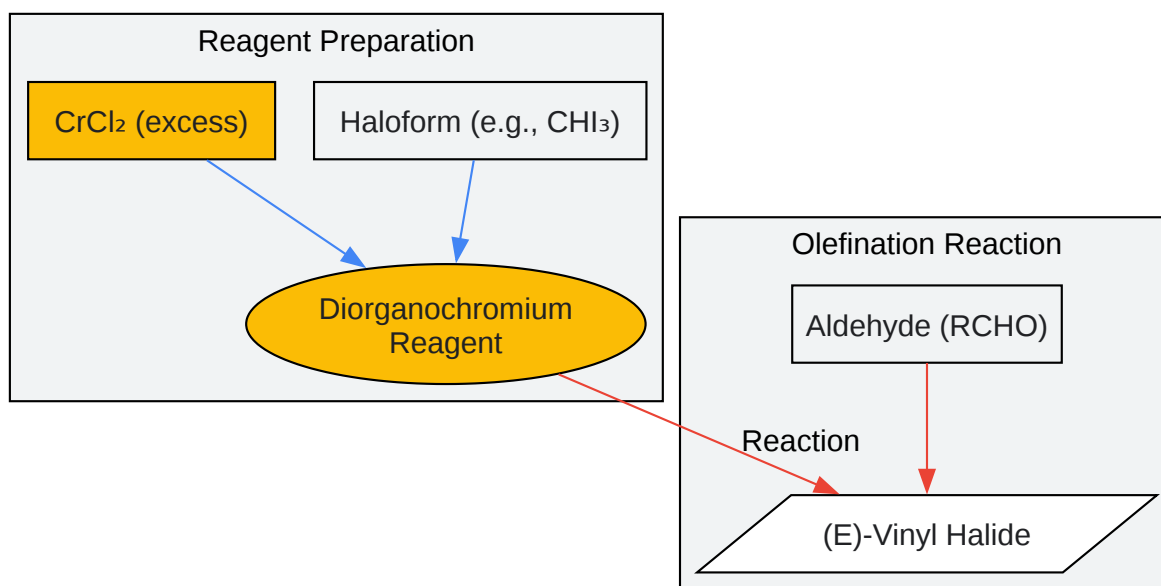 Reagent Preparation
CrCl₂ (excess)
Haloform (e.g., CHI₃)
Diorganochromium
Reagent
Olefination Reaction
Aldehyde (RCHO)
Reaction
(E)-Vinyl Halide